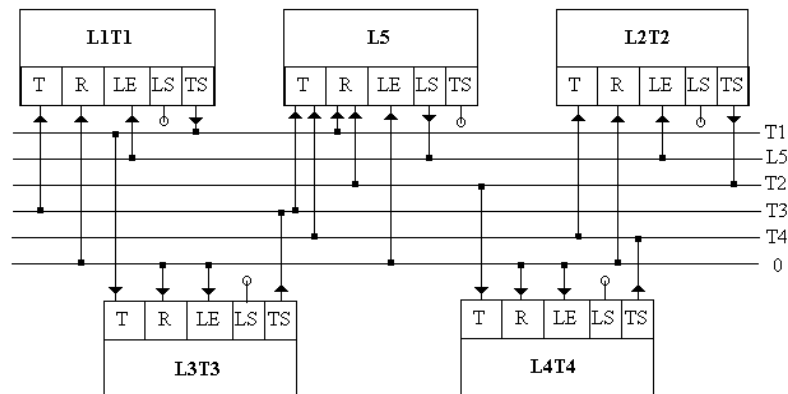 L1T1 L5 L2T2
T R LE LS TS T R LE LS TS T R LE LS TS
T1
L5
T2
T3
T4
0
T R LE LS TS T R LE LS TS
L3T3 L4T4